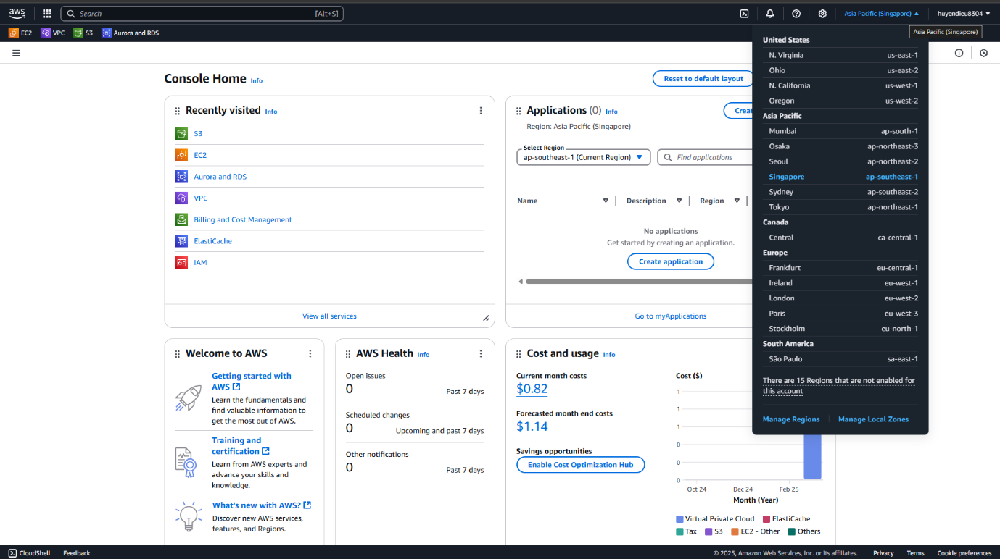 aws
Search [Alt+S]
Asia Pacific (Singapore) ▲
huyendieu8304 ▼
EC2 VPC S3 Aurora and RDS
Asia Pacific (Singapore)
United States
N. Virginia us-east-1
Ohio us-east-2
N. California us-west-1
Oregon us-west-2
Asia Pacific
Mumbai ap-south-1
Osaka ap-northeast-3
Seoul ap-northeast-2
Singapore ap-southeast-1
Sydney ap-southeast-2
Tokyo ap-northeast-1
Canada
Central ca-central-1
Europe
Frankfurt eu-central-1
Ireland eu-west-1
London eu-west-2
Paris eu-west-3
Stockholm eu-north-1
South America
São Paulo sa-east-1
There are 15 Regions that are not enabled for
this account
Manage Regions Manage Local Zones
Console Home Info
Reset to default layout
Recently visited Info
S3
EC2
Aurora and RDS
VPC
Billing and Cost Management
ElastiCache
IAM
View all services
Applications (0) Info
Creat
Region: Asia Pacific (Singapore)
Select Region
ap-southeast-1 (Current Region)
Find applications
Name Description Region
No applications
Get started by creating an application.
Create application
Go to myApplications
Welcome to AWS
Getting started with
AWS
Learn the fundamentals and
find valuable information to
get the most out of AWS.
Training and
certification
Learn from AWS experts and
advance your skills and
knowledge.
What's new with AWS?
Discover new AWS services,
features, and Regions.
AWS Health Info
Open issues
0 Past 7 days
Scheduled changes
0 Upcoming and past 7 days
Other notifications
0 Past 7 days
Cost and usage Info
Current month costs
$0.82
Forecasted month end costs
$1.14
Savings opportunities
Enable Cost Optimization Hub
Cost ($)
1
1
1
0
0
0
Oct 24 Dec 24 Feb 25
Month (Year)
Virtual Private Cloud ElastiCache
Tax S3 EC2 - Other Others
CloudShell Feedback
© 2025, Amazon Web Services, Inc. or its affiliates. Privacy Terms Cookie preferences